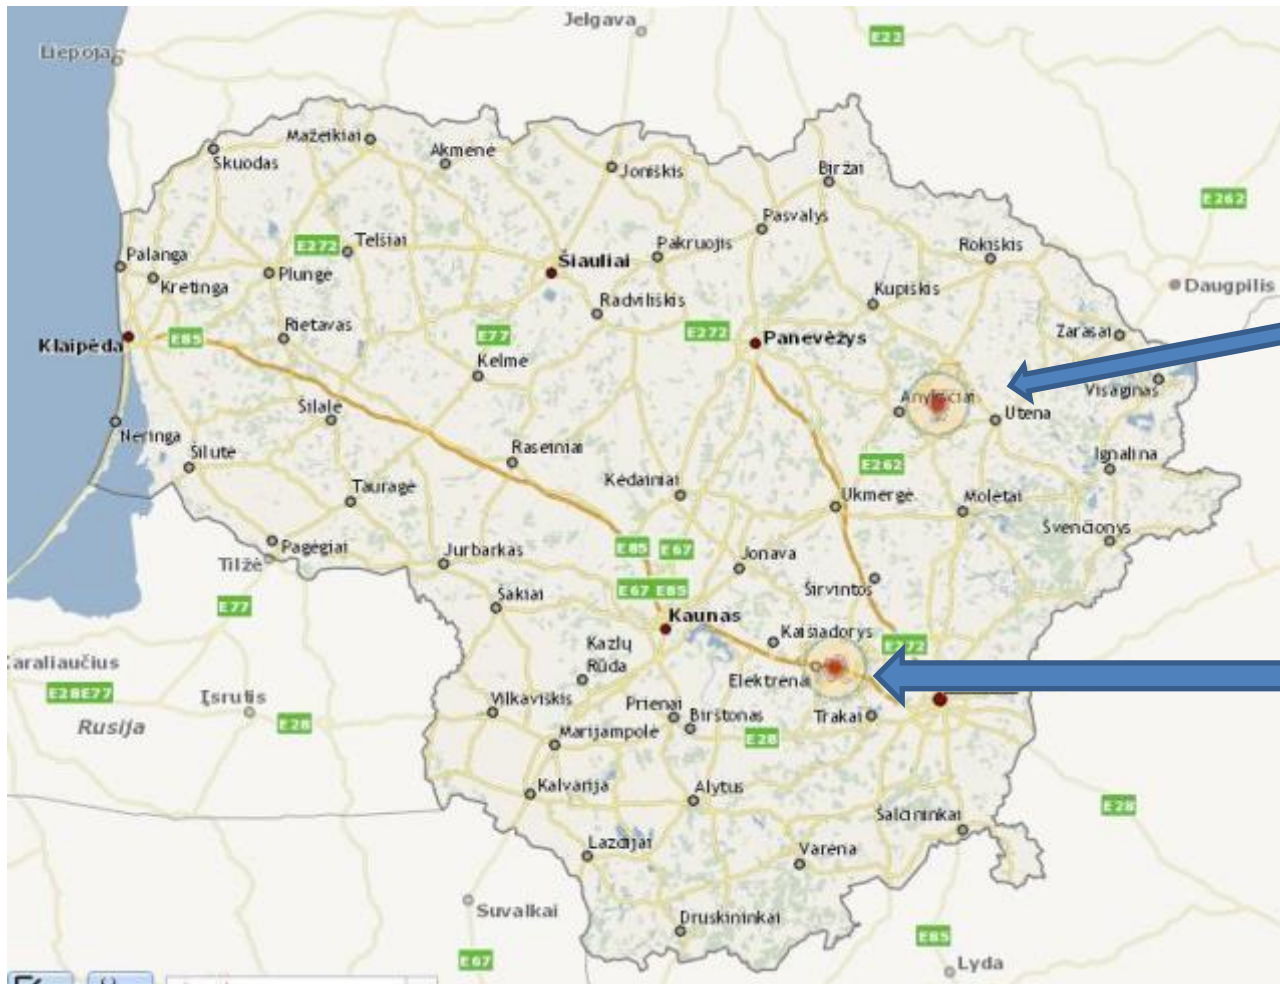 Jelgava
E22
Liepoja
Mažeikiai
Akmenė
Skuodas
Joniškis
Biržai
E262
Pasvalys
E272
Telšiai
Pakruojis
Rokiškis
Palanga
Šiauliai
Plungė
Kretinga
Daugpilis
Radviliškis
Kupiškis
Rietavas
E77
E272
Zarasai
E85
Klaipėda
Panevėžys
Kelmė
Visaginas
Anykščiai
Šilalė
Utena
Neringa
Raseiniai
Šilutė
Ignalina
E262
Kėdainiai
Tauragė
Ukmergė
Molėtai
Švenčionys
Pagėgiai
E85
E67
Jurbarkas
Jonava
Tilžė
Širvintos
E67 E85
Šakiai
E77
Kaunas
Kaišiadorys
E272
Kazlų
Rūda
Elektrėnai
E28E77
Įsrutis
Vilkaviškis
Prienai
Birštonas
Trakai
E28
Rusija
Marijampolė
E28
Kalvarija
Alytus
E28
Šalčininkai
Lazdijai
Varėna
Suvalkai
Druskininkai
E85
E67
Lyda